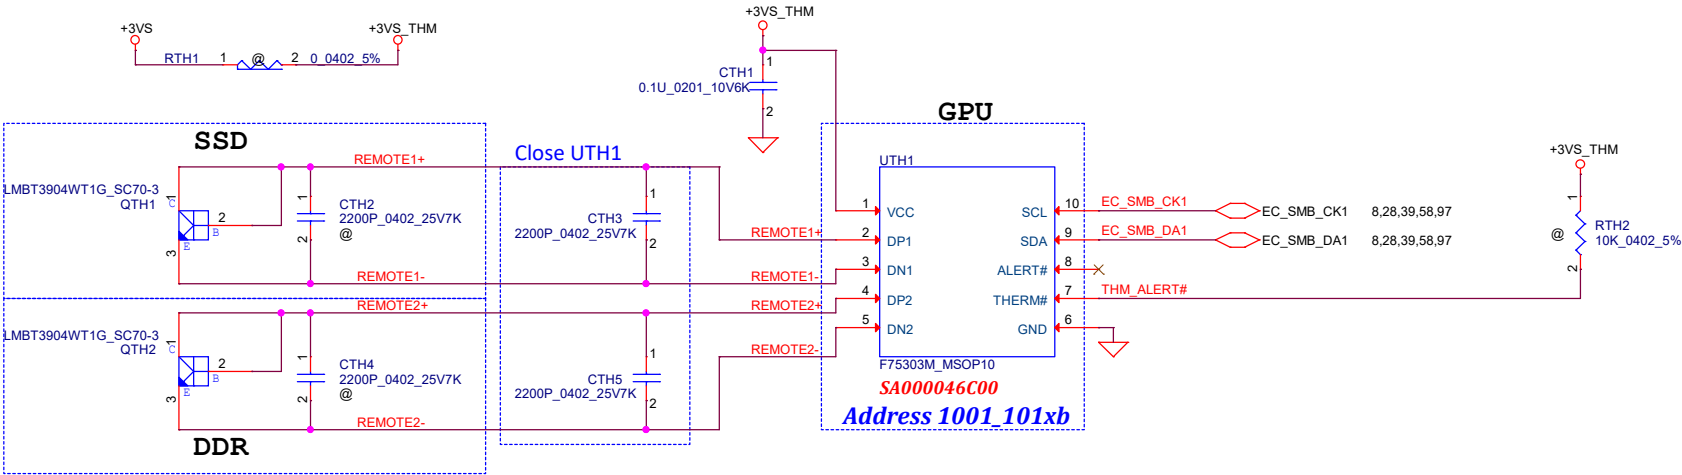 +3VS
+3VS_THM
RTH1 1 @ 2 0_0402_5%
+3VS_THM
1
CTH1
0.1U_0201_10V6K
2
GPU
SSD
REMOTE1+
Close UTH1
LMBT3904WT1G_SC70-3
QTH1
1
C
2
B
E
3
1
CTH2
2200P_0402_25V7K
2
@
1
CTH3
2200P_0402_25V7K
2
REMOTE1-
REMOTE1+
REMOTE1-
REMOTE2+
REMOTE2-
UTH1
1 VCC
2 DP1
3 DN1
4 DP2
5 DN2
SCL 10
SDA 9
ALERT# 8
THERM# 7
GND 6
F75303M_MSOP10
SA000046C00
Address 1001_101xb
EC_SMB_CK1
EC_SMB_CK1 8,28,39,58,97
EC_SMB_DA1
EC_SMB_DA1 8,28,39,58,97
THM_ALERT#
+3VS_THM
1
@
RTH2
10K_0402_5%
2
REMOTE2+
LMBT3904WT1G_SC70-3
QTH2
1
C
2
B
E
3
1
CTH4
2200P_0402_25V7K
2
@
1
CTH5
2200P_0402_25V7K
2
REMOTE2-
DDR